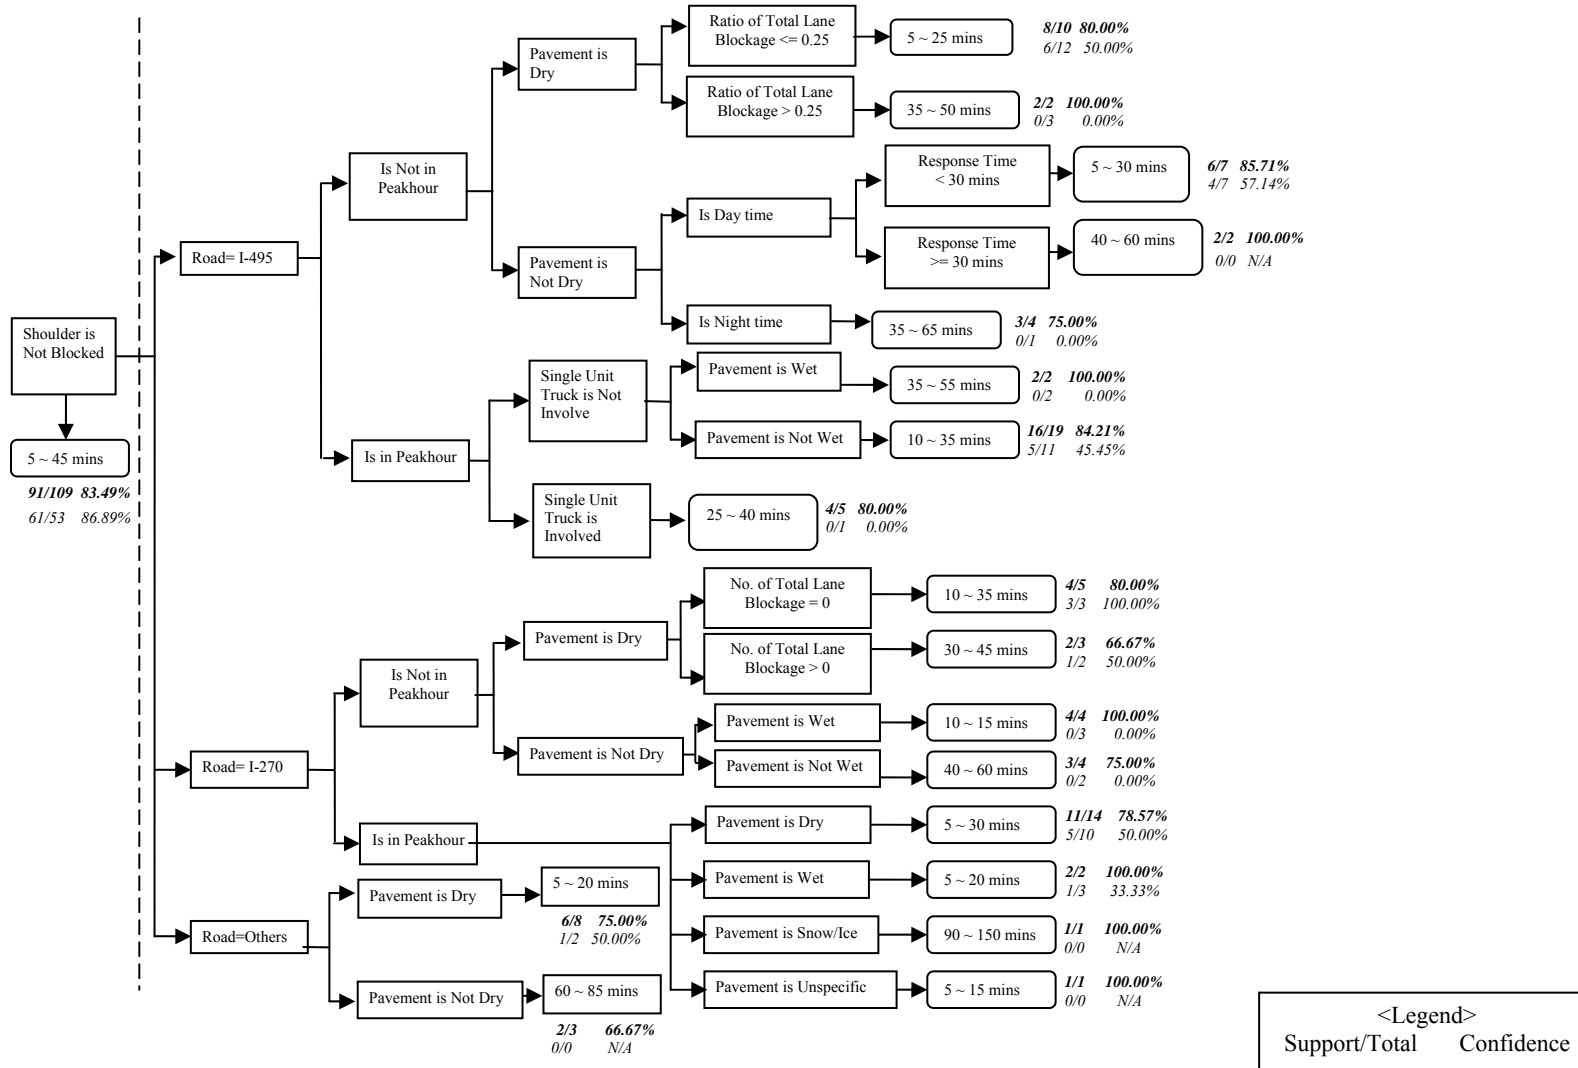 Shoulder is
Not Blocked
5 ~ 45 mins
91/109 83.49%
61/53 86.89%
Road= I-495
Is Not in
Peakhour
Pavement is
Dry
Ratio of Total Lane
Blockage <= 0.25
5 ~ 25 mins
8/10 80.00%
6/12 50.00%
Ratio of Total Lane
Blockage > 0.25
35 ~ 50 mins
2/2 100.00%
0/3 0.00%
Pavement is
Not Dry
Is Day time
Response Time
< 30 mins
5 ~ 30 mins
6/7 85.71%
4/7 57.14%
Response Time
>= 30 mins
40 ~ 60 mins
2/2 100.00%
0/0 N/A
Is Night time
35 ~ 65 mins
3/4 75.00%
0/1 0.00%
Is in Peakhour
Single Unit
Truck is Not
Involve
Pavement is Wet
35 ~ 55 mins
2/2 100.00%
0/2 0.00%
Pavement is Not Wet
10 ~ 35 mins
16/19 84.21%
5/11 45.45%
Single Unit
Truck is
Involved
25 ~ 40 mins
4/5 80.00%
0/1 0.00%
Road= I-270
Is Not in
Peakhour
Pavement is Dry
No. of Total Lane
Blockage = 0
10 ~ 35 mins
4/5 80.00%
3/3 100.00%
No. of Total Lane
Blockage > 0
30 ~ 45 mins
2/3 66.67%
1/2 50.00%
Pavement is Not Dry
Pavement is Wet
10 ~ 15 mins
4/4 100.00%
0/3 0.00%
Pavement is Not Wet
40 ~ 60 mins
3/4 75.00%
0/2 0.00%
Is in Peakhour
Pavement is Dry
5 ~ 30 mins
11/14 78.57%
5/10 50.00%
Pavement is Wet
5 ~ 20 mins
2/2 100.00%
1/3 33.33%
Pavement is Snow/Ice
90 ~ 150 mins
1/1 100.00%
0/0 N/A
Pavement is Unspecific
5 ~ 15 mins
1/1 100.00%
0/0 N/A
Road=Others
Pavement is Dry
5 ~ 20 mins
6/8 75.00%
1/2 50.00%
Pavement is Not Dry
60 ~ 85 mins
2/3 66.67%
0/0 N/A
<Legend>
Support/Total Confidence